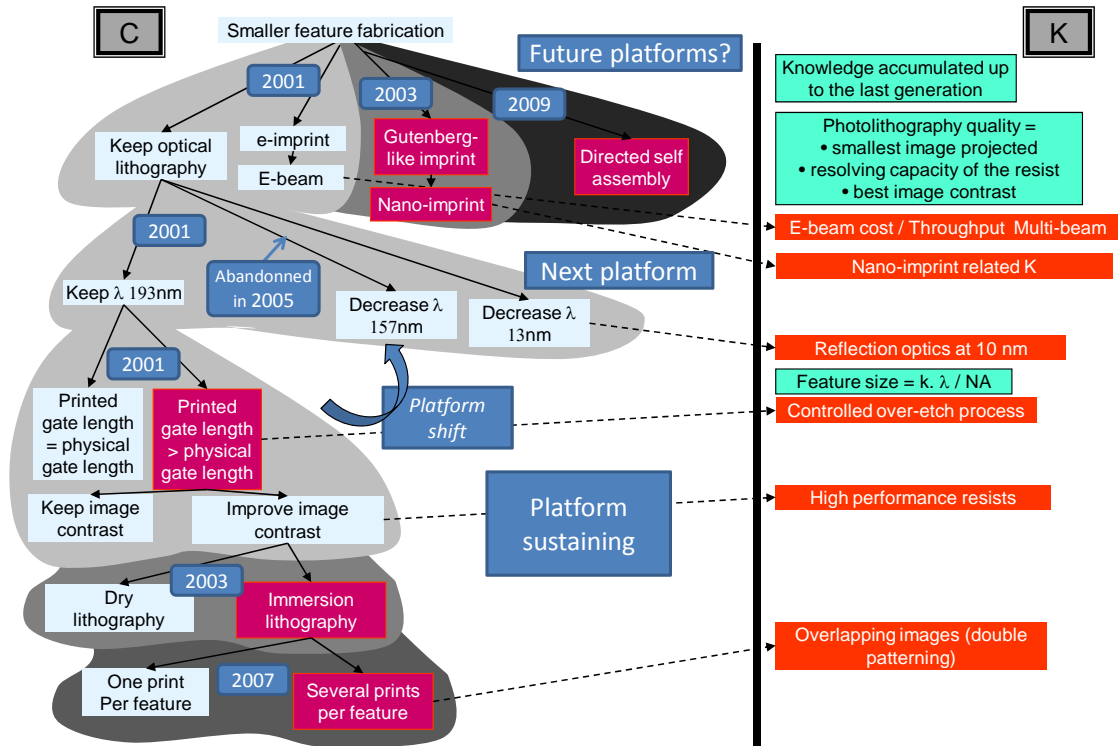 C
K
Smaller feature fabrication
Future platforms?
2001
2003
2009
Keep optical
lithography
e-imprint
E-beam
Gutenberg-
like imprint
Nano-imprint
Directed self
assembly
2001
Abandonned
in 2005
Next platform
Keep λ 193nm
Decrease λ
157nm
Decrease λ
13nm
2001
Printed
gate length
= physical
gate length
Printed
gate length
> physical
gate length
Platform
shift
Keep image
contrast
Improve image
contrast
Platform
sustaining
2003
Dry
lithography
Immersion
lithography
2007
One print
Per feature
Several prints
per feature
Knowledge accumulated up
to the last generation
Photolithography quality =
• smallest image projected
• resolving capacity of the resist
• best image contrast
E-beam cost / Throughput Multi-beam
Nano-imprint related K
Reflection optics at 10 nm
Feature size = k. λ / NA
Controlled over-etch process
High performance resists
Overlapping images (double
patterning)